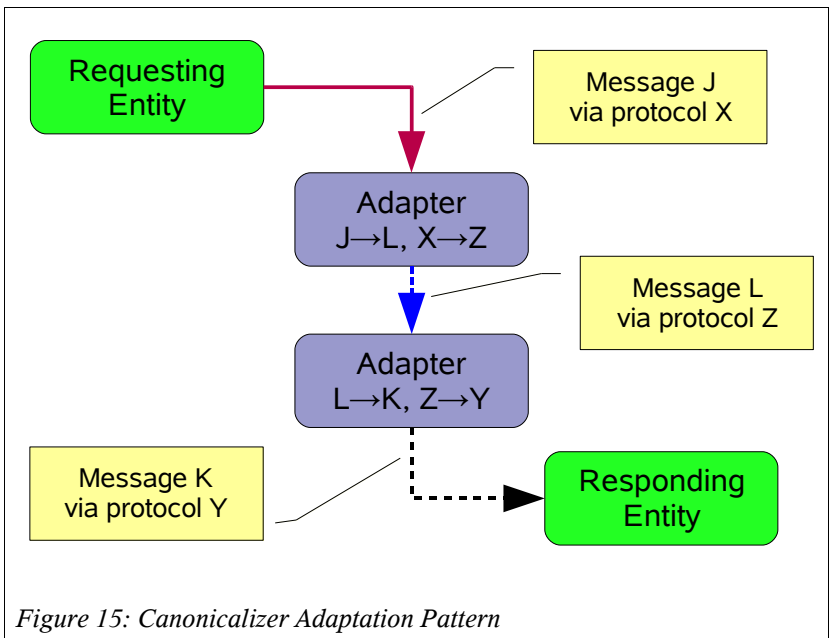 Requesting
Entity
Message J
via protocol X
Adapter
J→L, X→Z
Message L
via protocol Z
Adapter
L→K, Z→Y
Message K
via protocol Y
Responding
Entity
Figure 15: Canonicalizer Adaptation Pattern